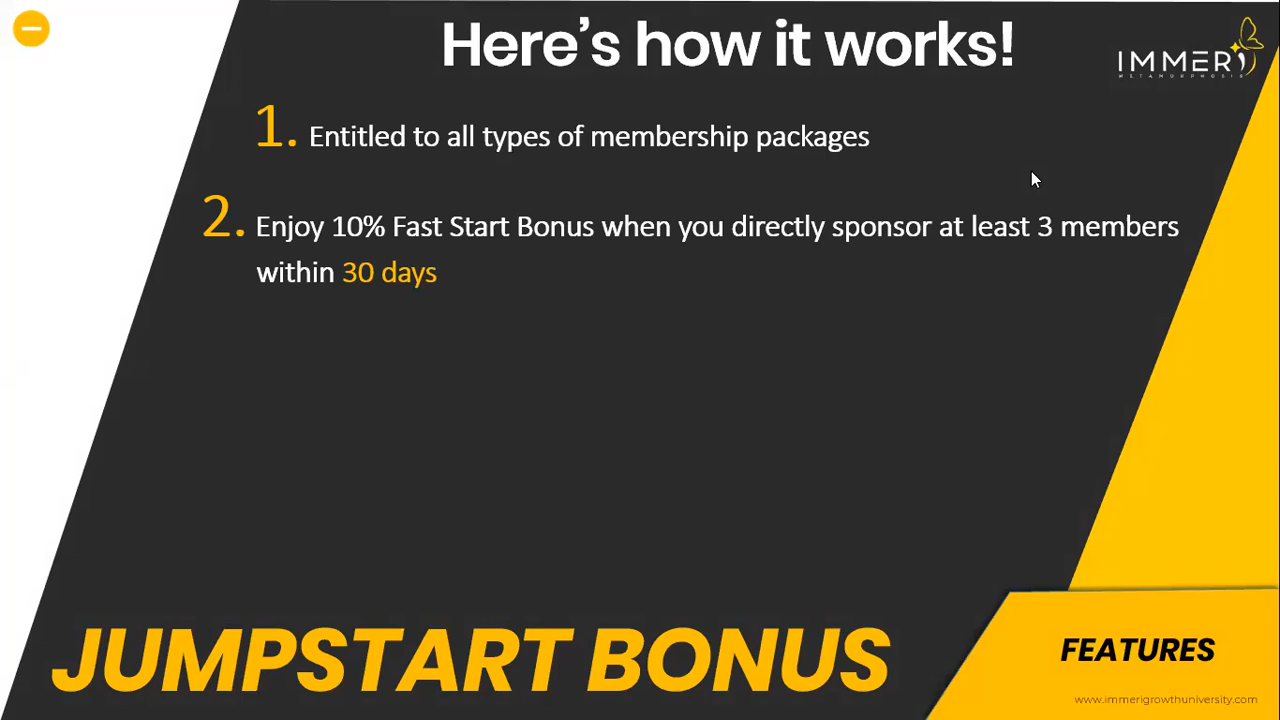 Here's how it works!
IMMERI
METAMORPHOSIS
1. Entitled to all types of membership packages
2. Enjoy 10% Fast Start Bonus when you directly sponsor at least 3 members
within 30 days
JUMPSTART BONUS
FEATURES
www.immerigrowthuniversity.com